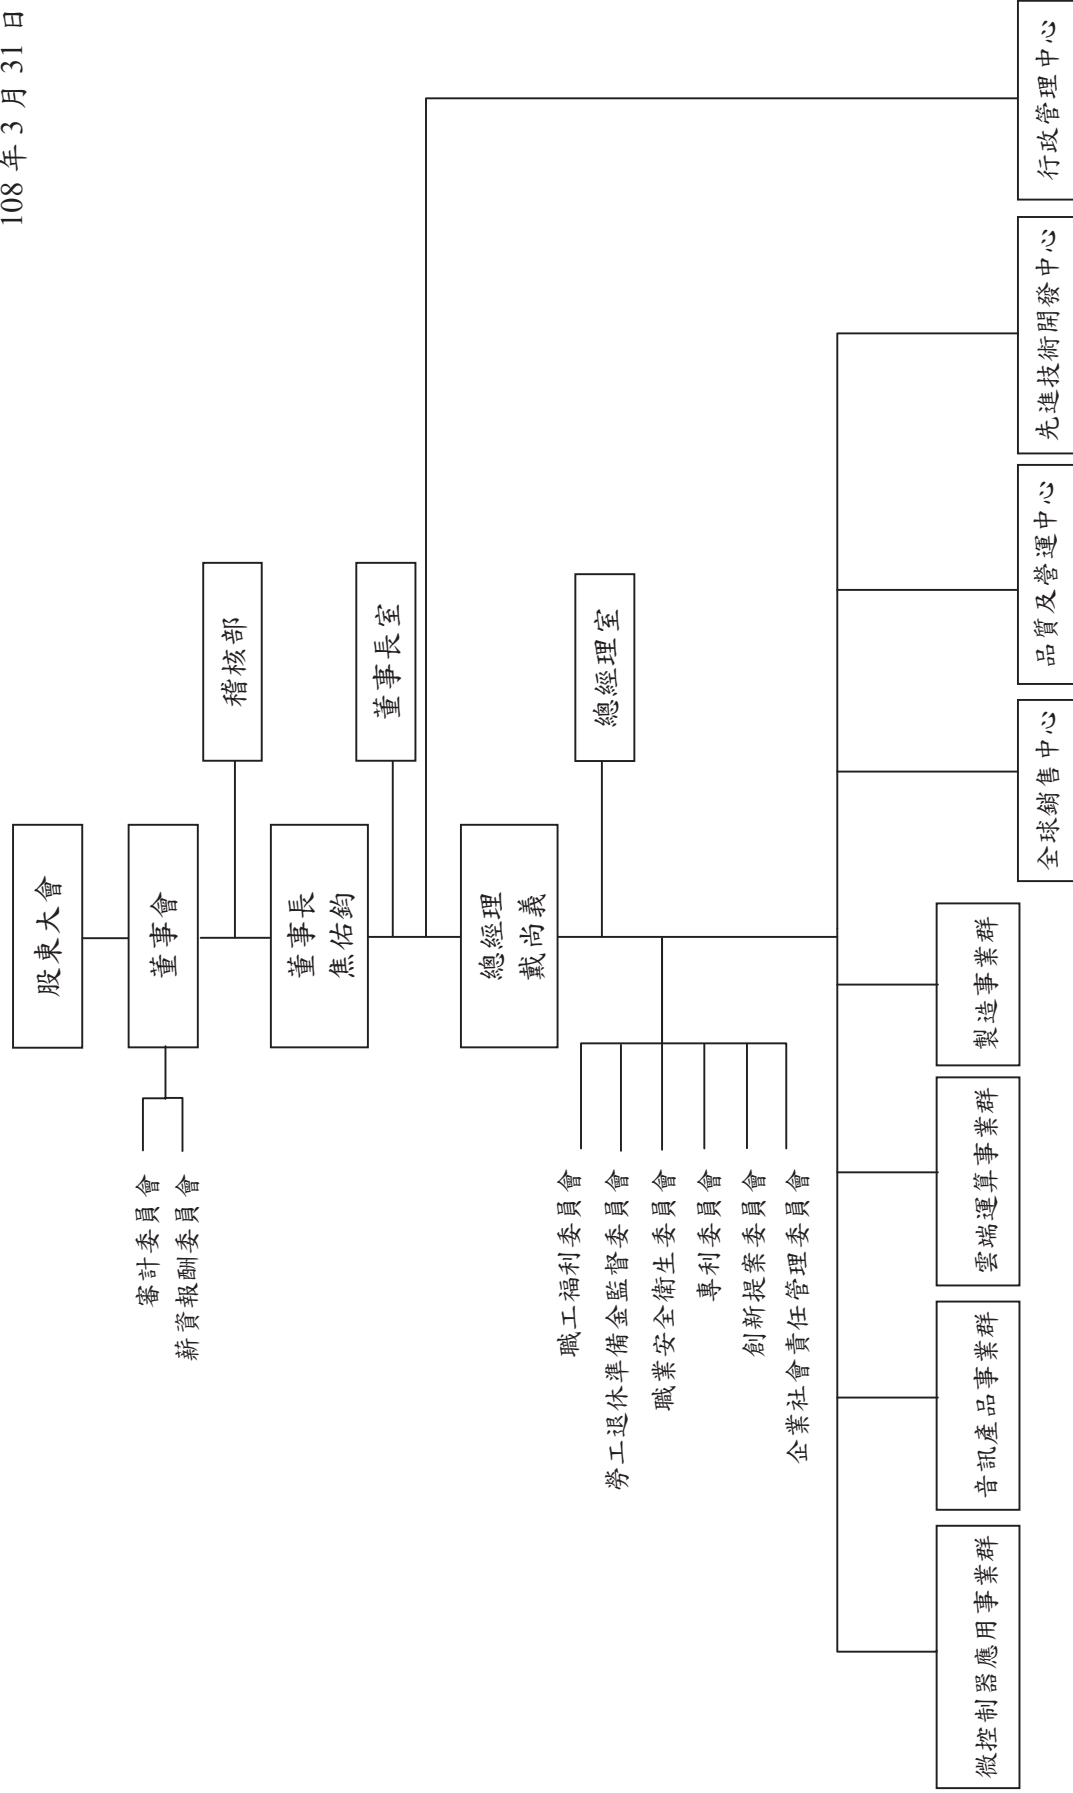 108 年 3 月 31 日
股東大會
董事會
稽核部
審計委員會
薪資報酬委員會
董事長
焦佑鈞
董事長室
總經理
戴尚義
總經理室
職工福利委員會
勞工退休準備金監督委員會
職業安全衛生委員會
專利委員會
創新提案委員會
企業社會責任管理委員會
微控制器應用事業群
音訊產品事業群
雲端運算事業群
製造事業群
全球銷售中心
品質及營運中心
先進技術開發中心
行政管理中心